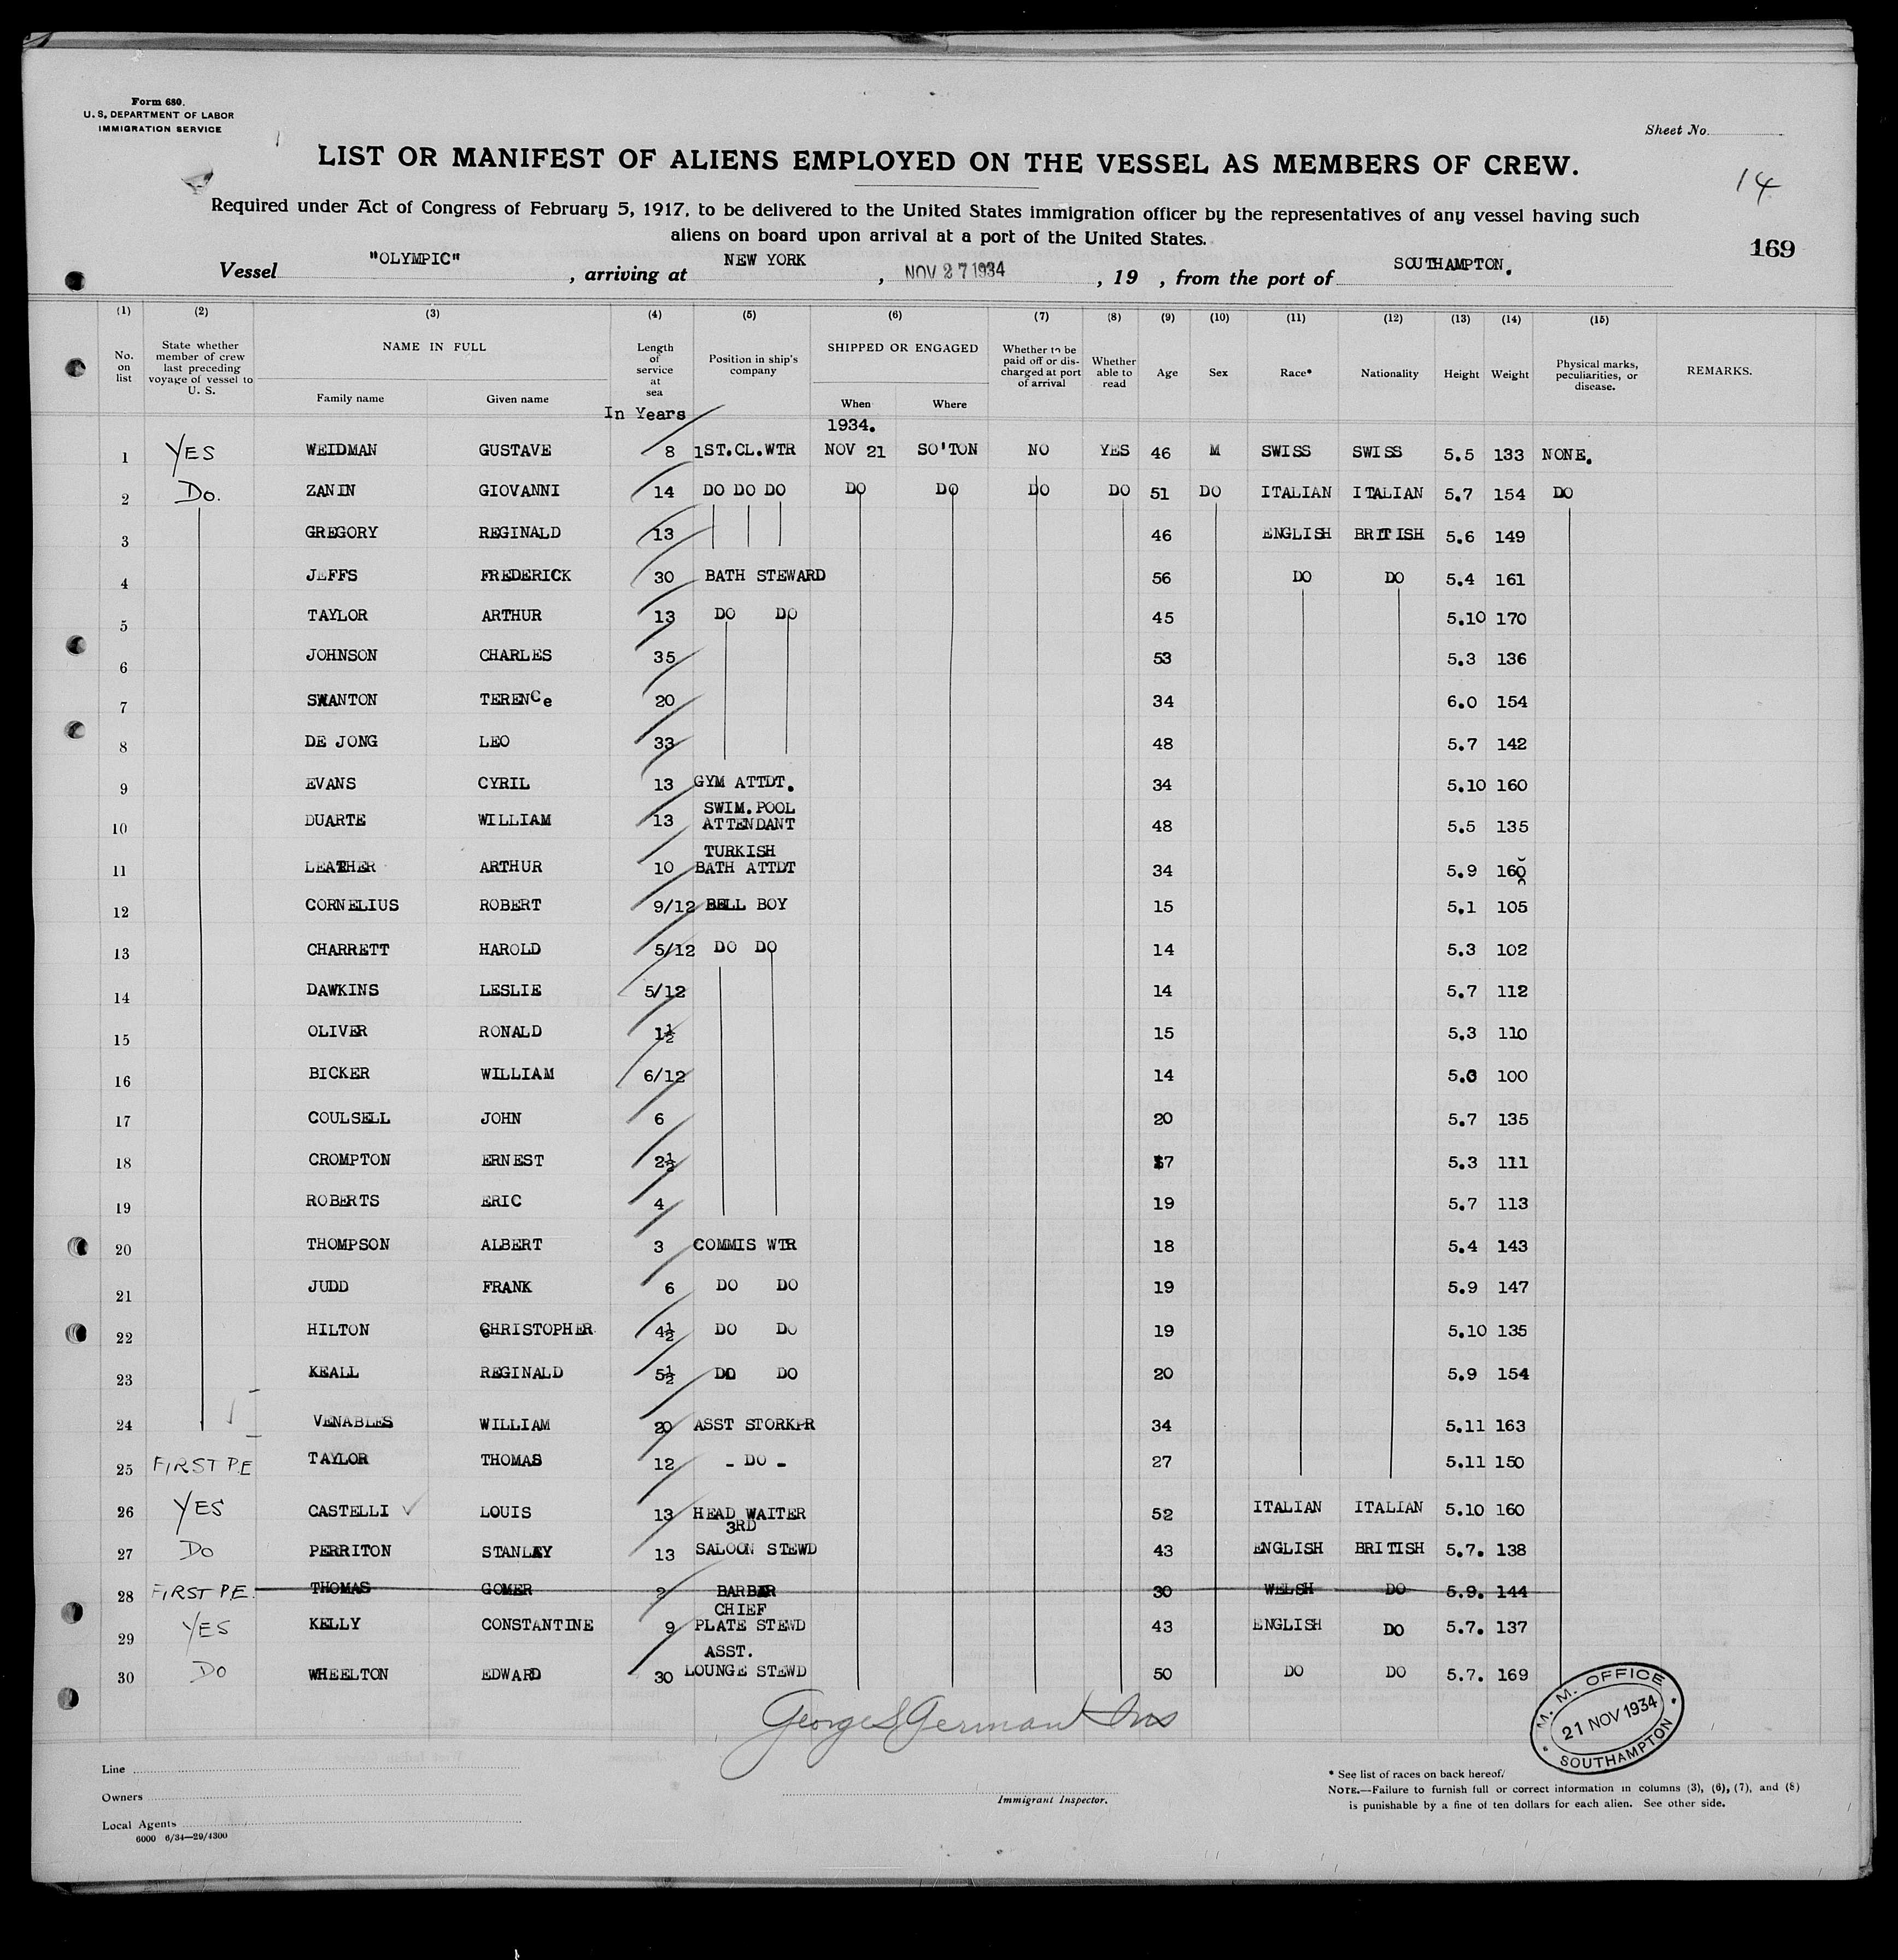 Form 680.
U. S. DEPARTMENT OF LABOR
IMMIGRATION SERVICE
Sheet No.
LIST OR MANIFEST OF ALIENS EMPLOYED ON THE VESSEL AS MEMBERS OF CREW.
14
Required under Act of Congress of February 5, 1917, to be delivered to the United States immigration officer by the representatives of any vessel having such
aliens on board upon arrival at a port of the United States.
169
Vessel "OLYMPIC", arriving at NEW YORK, NOV 27 1934, 19 , from the port of SOUTHAMPTON.
(1) (2) (3) (4) (5) (6) (7) (8) (9) (10) (11) (12) (13) (14) (15)
No. on list State whether member of crew last preceding voyage of vessel to U. S. NAME IN FULL Family name Given name Length of service at sea In Years Position in ship's company SHIPPED OR ENGAGED When Where Whether to be paid off or discharged at port of arrival Whether able to read Age Sex Race* Nationality Height Weight Physical marks, peculiarities, or disease. REMARKS.
1934.
1 YES WEIDMAN GUSTAVE 8 1ST.CL.WTR NOV 21 SO'TON NO YES 46 M SWISS SWISS 5.5 133 NONE.
2 Do. ZANIN GIOVANNI 14 DO DO DO DO DO DO DO 51 DO ITALIAN ITALIAN 5.7 154 DO
3 GREGORY REGINALD 13 46 ENGLISH BRITISH 5.6 149
4 JEFFS FREDERICK 30 BATH STEWARD 56 DO DO 5.4 161
5 TAYLOR ARTHUR 13 DO DO 45 5.10 170
6 JOHNSON CHARLES 35 53 5.3 136
7 SWANTON TERENCe 20 34 6.0 154
8 DE JONG LEO 33 48 5.7 142
9 EVANS CYRIL 13 GYM ATTDT. 34 5.10 160
10 DUARTE WILLIAM 13 SWIM.POOL ATTENDANT 48 5.5 135
11 LEATHER ARTHUR 10 TURKISH BATH ATTDT 34 5.9 160
12 CORNELIUS ROBERT 9/12 BELL BOY 15 5.1 105
13 CHARRETT HAROLD 5/12 DO DO 14 5.3 102
14 DAWKINS LESLIE 5/12 14 5.7 112
15 OLIVER RONALD 1½ 15 5.3 110
16 BICKER WILLIAM 6/12 14 5.0 100
17 COULSELL JOHN 6 20 5.7 135
18 CROMPTON ERNEST 2½ 17 5.3 111
19 ROBERTS ERIC 4 19 5.7 113
20 THOMPSON ALBERT 3 COMMIS WTR 18 5.4 143
21 JUDD FRANK 6 DO DO 19 5.9 147
22 HILTON CHRISTOPHER 4½ DO DO 19 5.10 135
23 KEALL REGINALD 5½ DO DO 20 5.9 154
24 VENABLES WILLIAM 20 ASST STORKPR 34 5.11 163
25 FIRST P.E TAYLOR THOMAS 12 - DO - 27 5.11 150
26 YES CASTELLI LOUIS 13 HEAD WAITER 52 ITALIAN ITALIAN 5.10 160
27 DO PERRITON STANLEY 13 3RD SALOON STEWD 43 ENGLISH BRITISH 5.7. 138
28 FIRST P.E. THOMAS GOMER 2 BARBAR 30 WELSH DO 5.9. 144
29 YES KELLY CONSTANTINE 9 CHIEF PLATE STEWD 43 ENGLISH DO 5.7. 137
30 DO WHEELTON EDWARD 30 ASST. LOUNGE STEWD 50 DO DO 5.7. 169
George S German Ins
M. M. OFFICE
21 NOV 1934
SOUTHAMPTON
Line
Owners
Local Agents
6000 6/34—29/4300
Immigrant Inspector.
* See list of races on back hereof.
NOTE.—Failure to furnish full or correct information in columns (3), (6), (7), and (8)
is punishable by a fine of ten dollars for each alien. See other side.